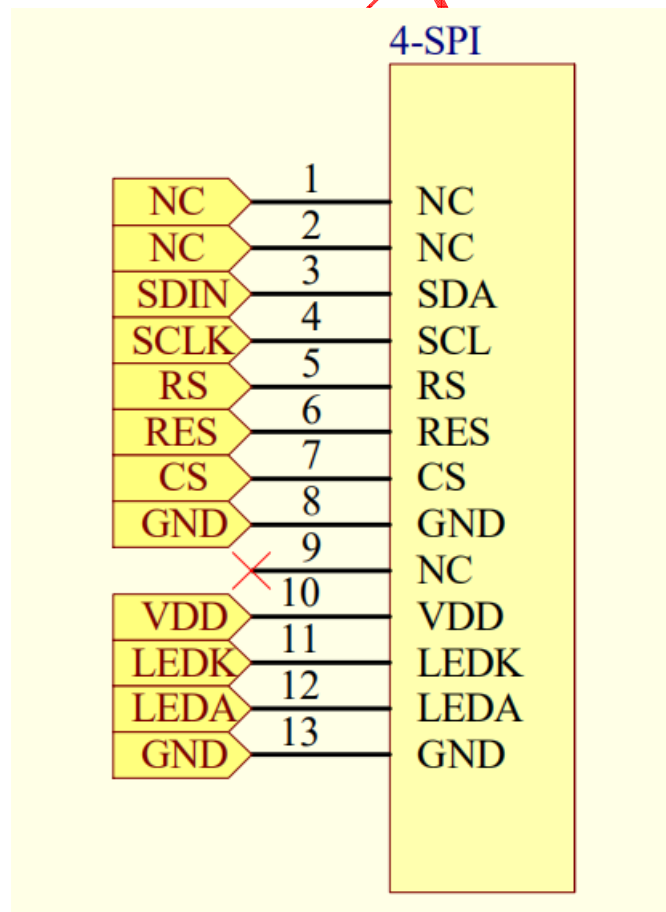 4-SPI
NC 1 NC
NC 2 NC
SDIN 3 SDA
SCLK 4 SCL
RS 5 RS
RES 6 RES
CS 7 CS
GND 8 GND
9 NC
VDD 10 VDD
LEDK 11 LEDK
LEDA 12 LEDA
GND 13 GND